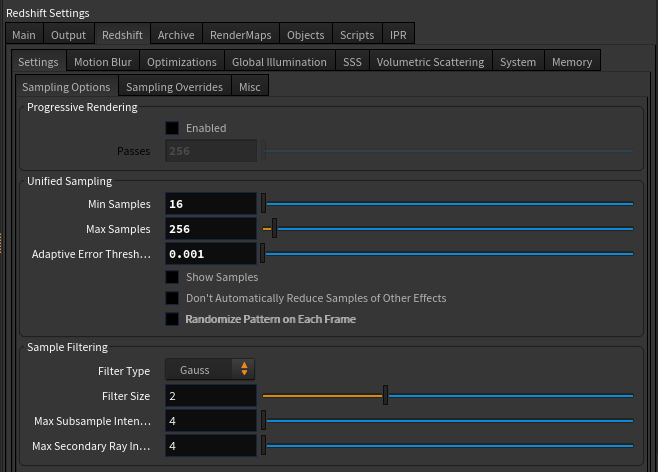 Redshift Settings
Main Output Redshift Archive RenderMaps Objects Scripts IPR
Settings Motion Blur Optimizations Global Illumination SSS Volumetric Scattering System Memory
Sampling Options Sampling Overrides Misc
Progressive Rendering
Enabled
Passes 256
Unified Sampling
Min Samples 16
Max Samples 256
Adaptive Error Thresh... 0.001
Show Samples
Don't Automatically Reduce Samples of Other Effects
Randomize Pattern on Each Frame
Sample Filtering
Filter Type Gauss
Filter Size 2
Max Subsample Inten... 4
Max Secondary Ray In... 4